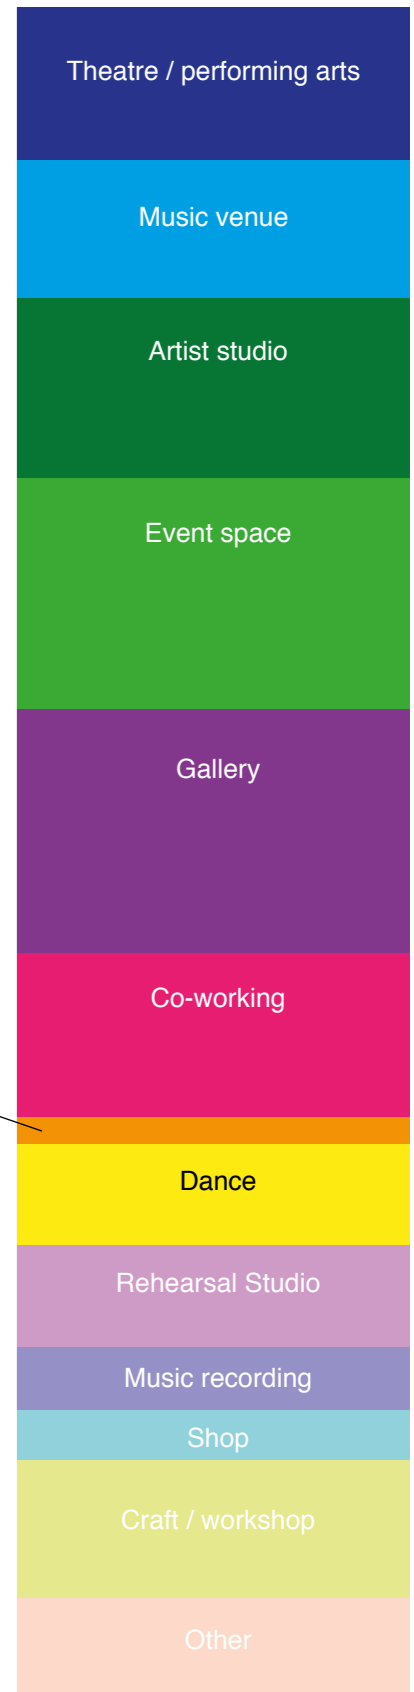 Theatre / performing arts
Music venue
Artist studio
Event space
Gallery
Co-working
Dance
Rehearsal Studio
Music recording
Shop
Craft / workshop
Other